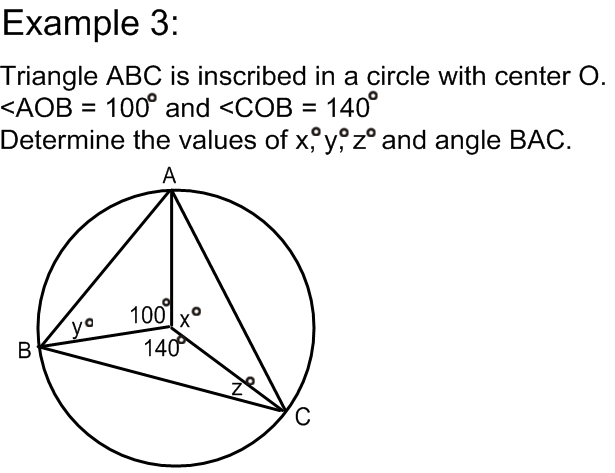 Example 3:
Triangle ABC is inscribed in a circle with center O.
<AOB = 100° and <COB = 140°
Determine the values of x,° y,° z° and angle BAC.
A
100° x°
y°
140°
B
z°
C